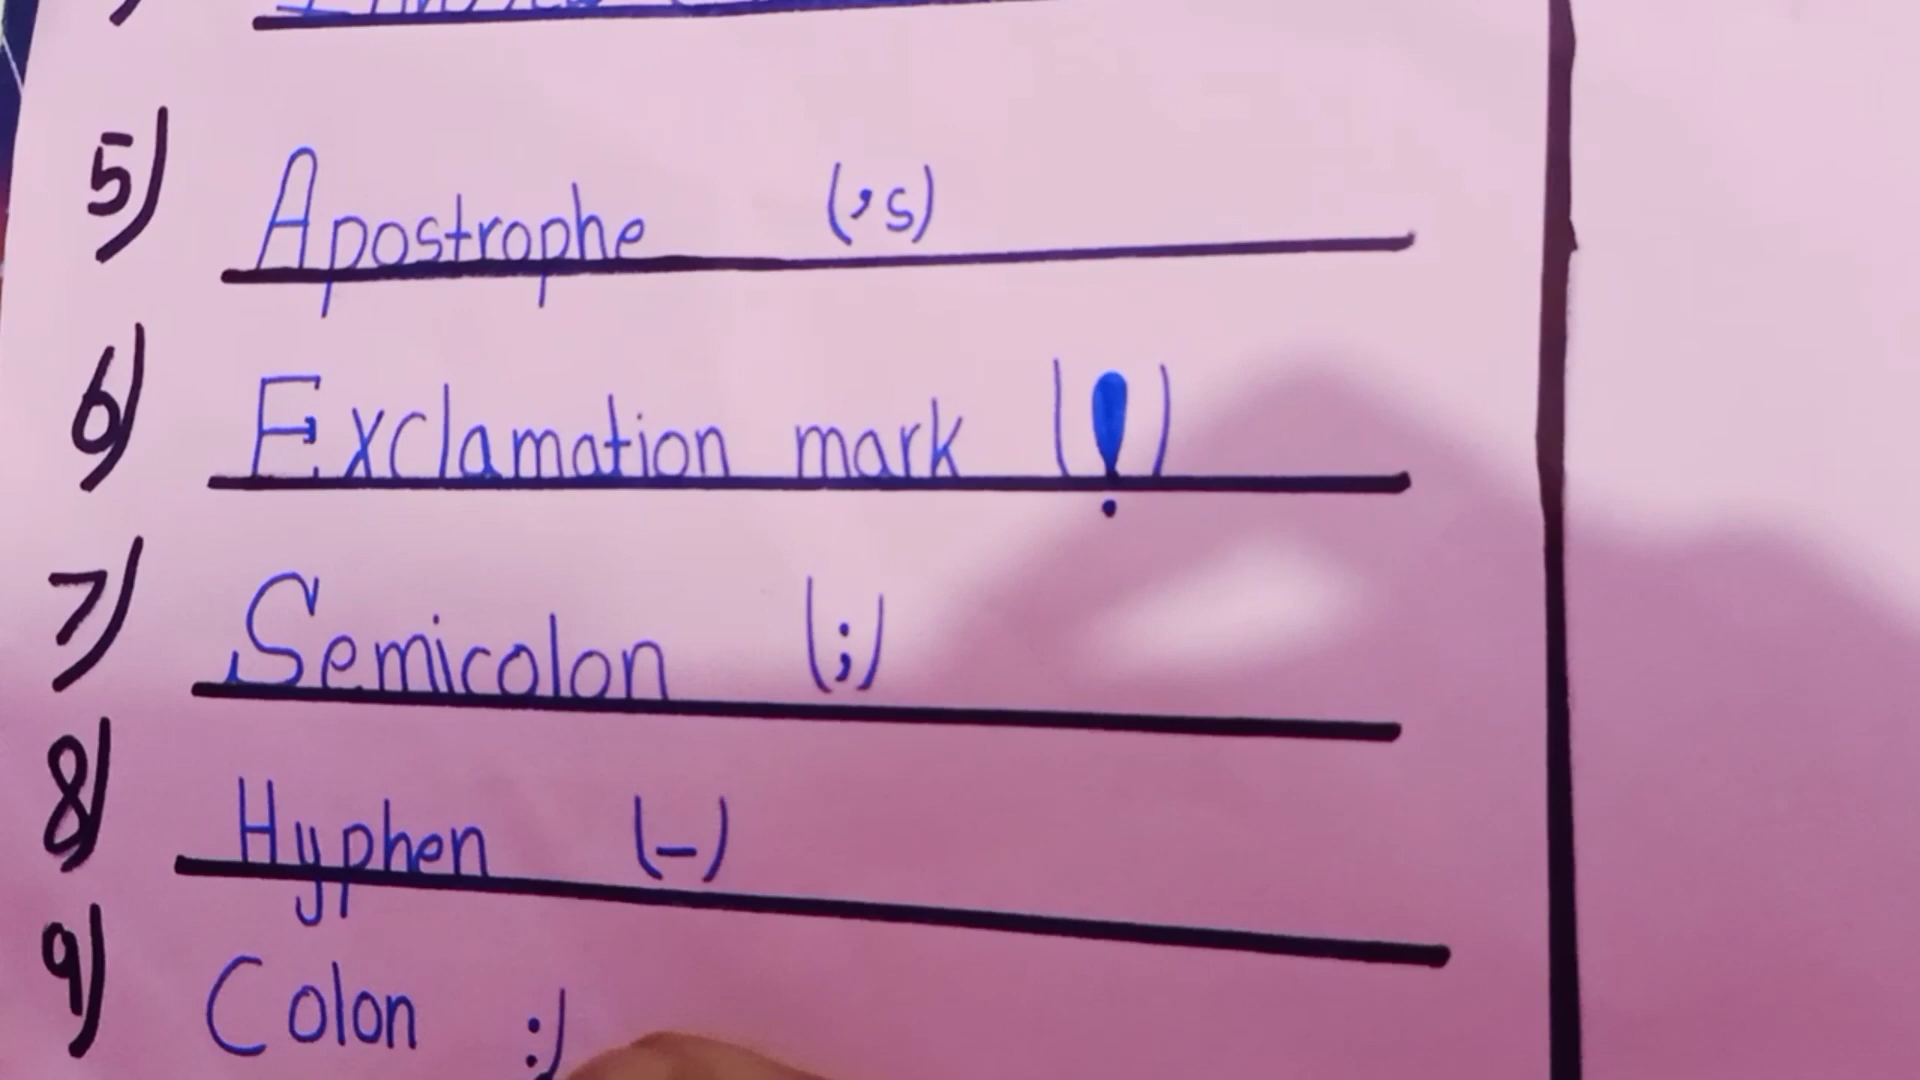 5) Apostrophe (’s)
6) Exclamation mark (!)
7) Semicolon (;)
8) Hyphen (-)
9) Colon :)